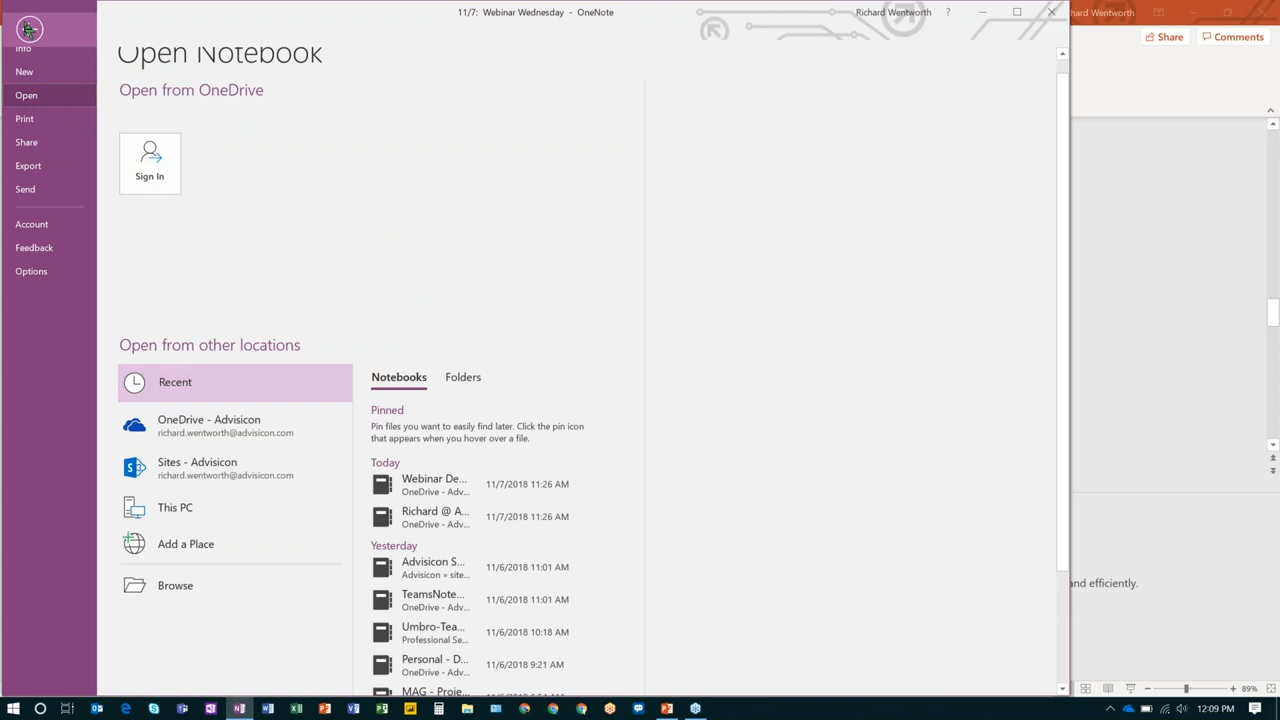 11/7: Webinar Wednesday - OneNote
Richard Wentworth
?
Richard Wentworth
Share
Comments
Info
New
Open
Print
Share
Export
Send
Account
Feedback
Options
Open Notebook
Open from OneDrive
Sign In
Open from other locations
Recent
OneDrive - Advisicon
richard.wentworth@advisicon.com
Sites - Advisicon
richard.wentworth@advisicon.com
This PC
Add a Place
Browse
Notebooks Folders
Pinned
Pin files you want to easily find later. Click the pin icon
that appears when you hover over a file.
Today
Webinar De... 11/7/2018 11:26 AM
OneDrive - Adv...
Richard @ A... 11/7/2018 11:26 AM
OneDrive - Adv...
Yesterday
Advisicon S... 11/6/2018 11:01 AM
Advisicon » site...
TeamsNote... 11/6/2018 11:01 AM
OneDrive - Adv...
Umbro-Tea... 11/6/2018 10:18 AM
Professional Se...
Personal - D... 11/6/2018 9:21 AM
OneDrive - Adv...
MAG - Proje...
and efficiently.
89%
12:09 PM